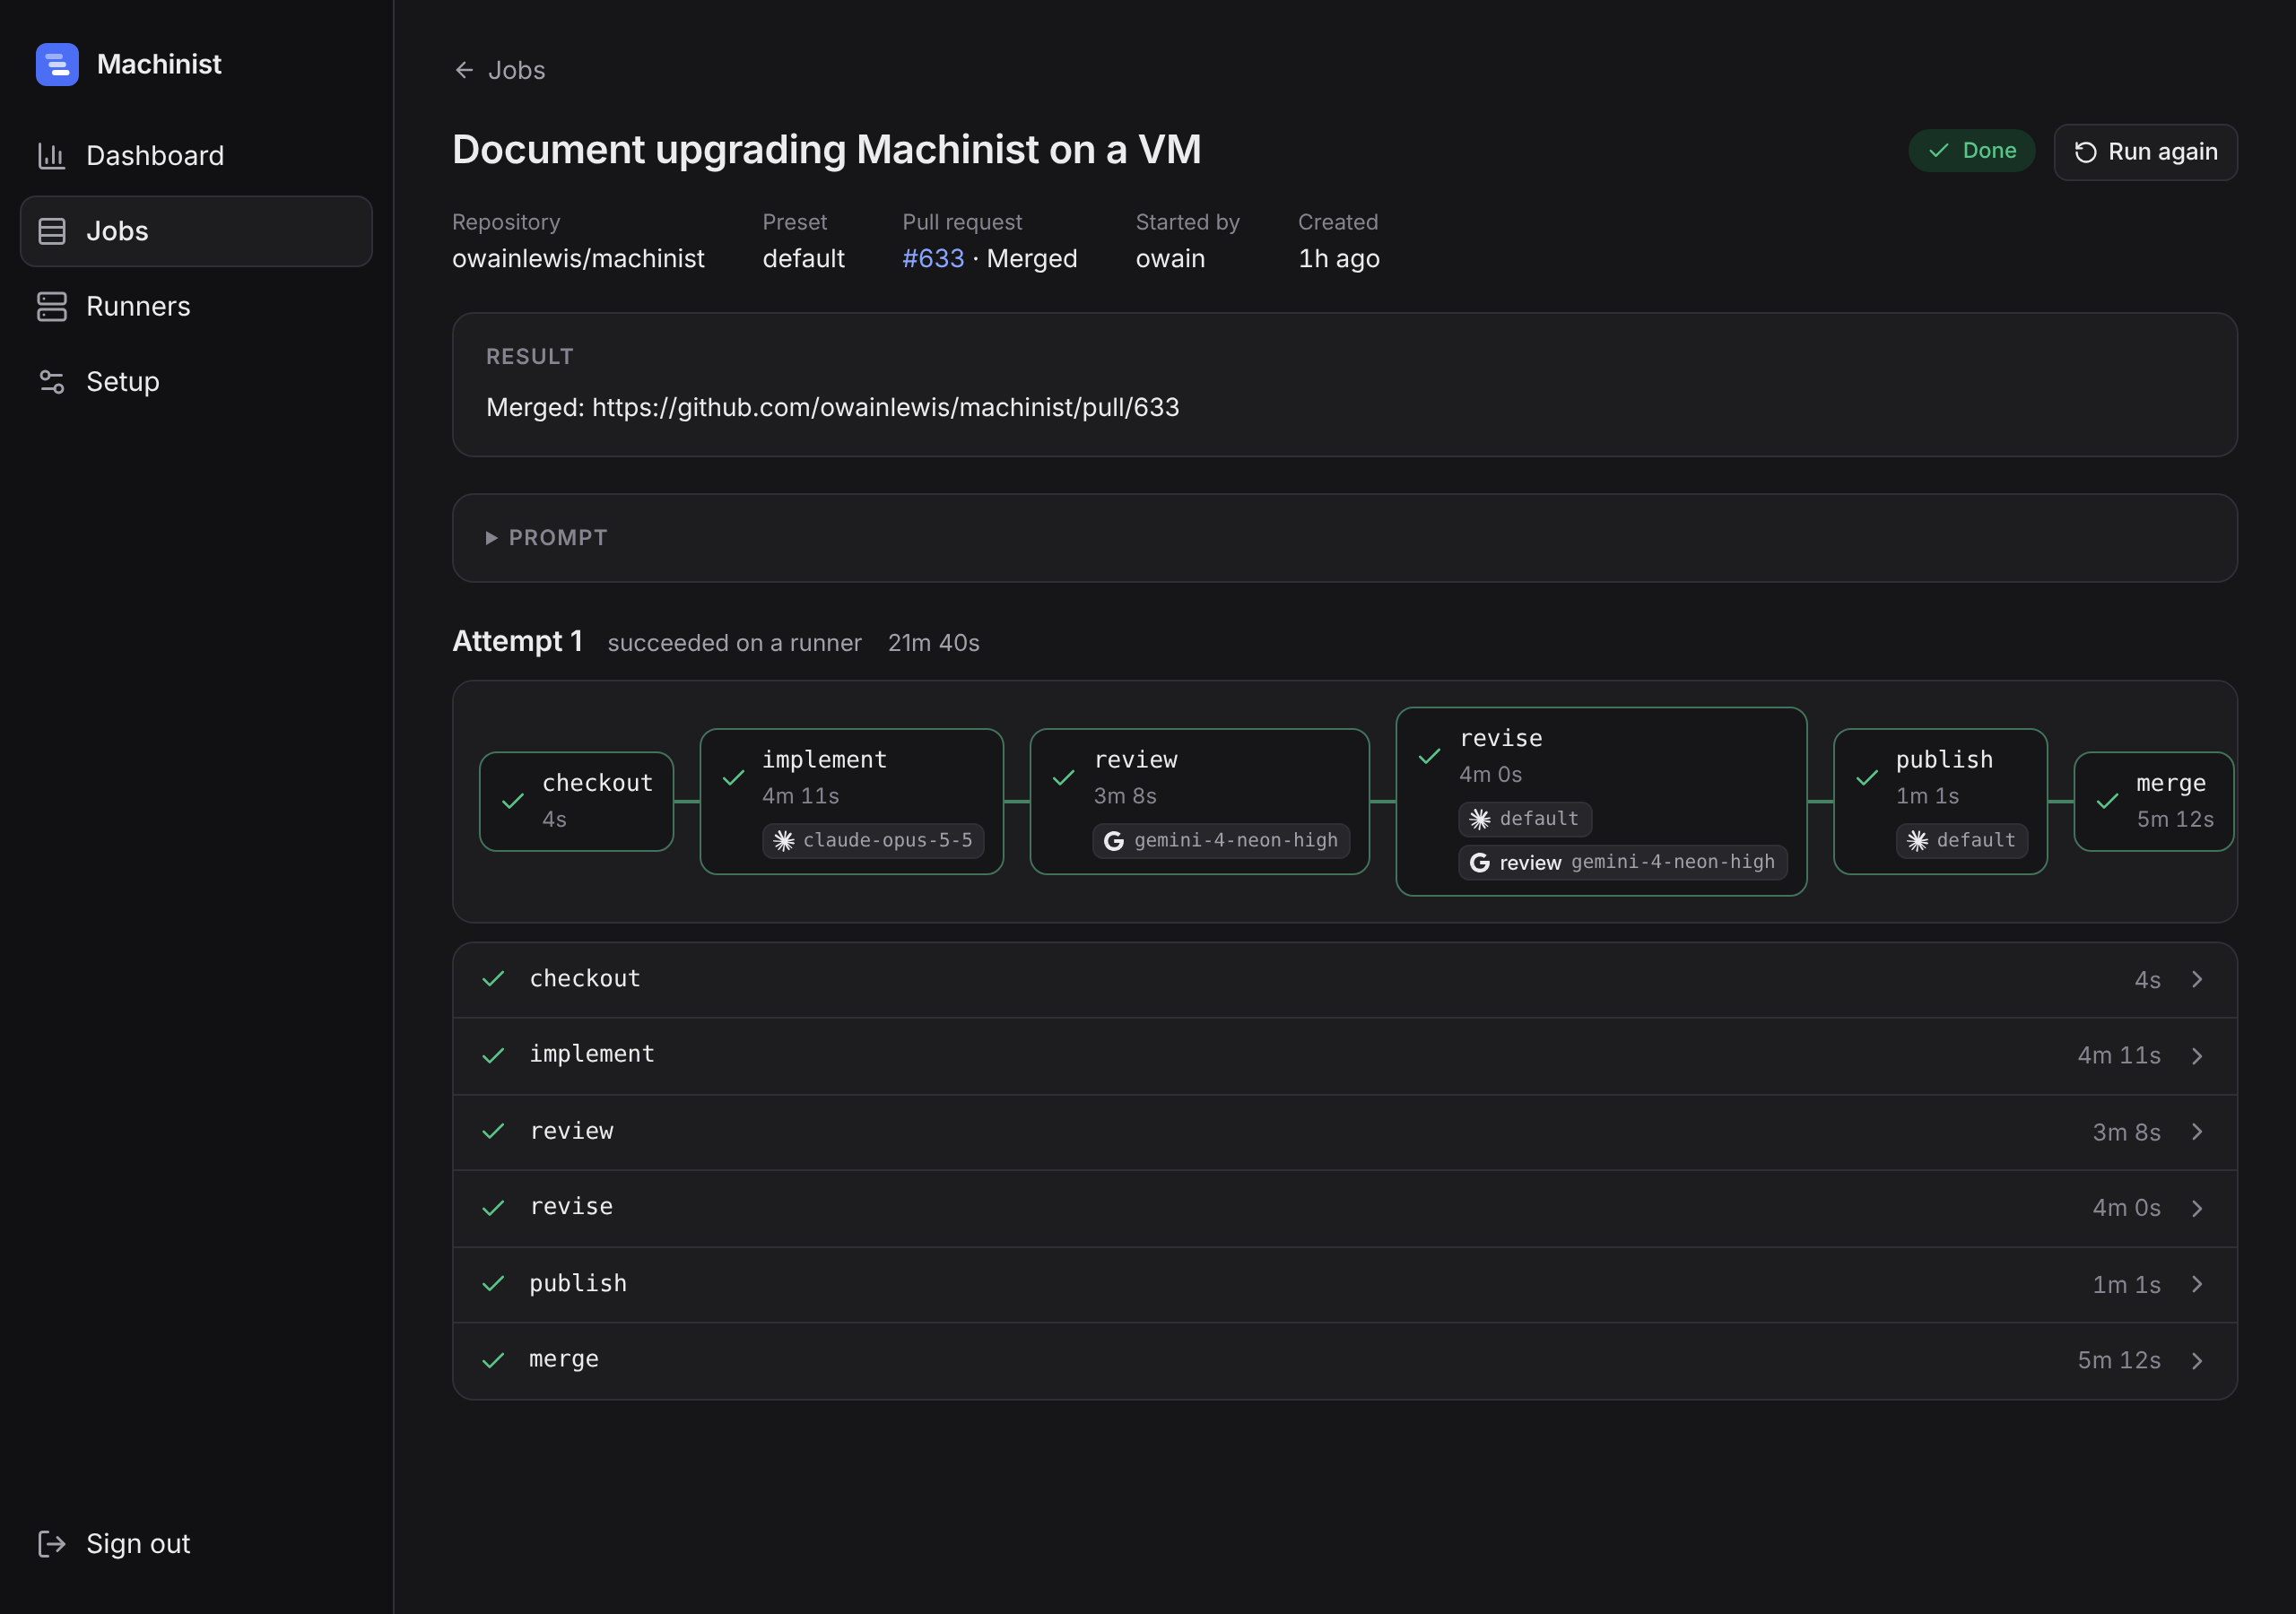 Machinist
Dashboard
Jobs
Runners
Setup
Sign out
Jobs
Document upgrading Machinist on a VM
Done
Run again
Repository
owainlewis/machinist
Preset
default
Pull request
#633 · Merged
Started by
owain
Created
1h ago
RESULT
Merged: https://github.com/owainlewis/machinist/pull/633
PROMPT
Attempt 1 succeeded on a runner 21m 40s
checkout
4s
implement
4m 11s
claude-opus-5-5
review
3m 8s
gemini-4-neon-high
revise
4m 0s
default
review gemini-4-neon-high
publish
1m 1s
default
merge
5m 12s
checkout 4s
implement 4m 11s
review 3m 8s
revise 4m 0s
publish 1m 1s
merge 5m 12s